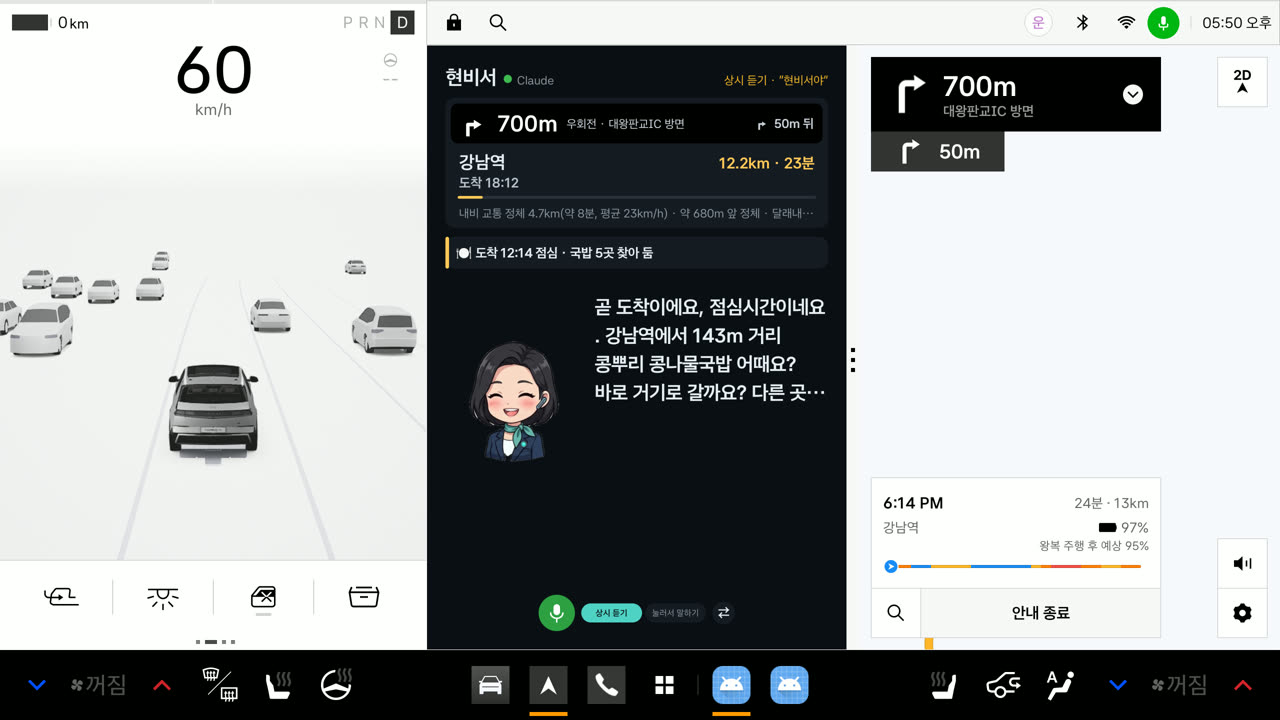 0km
P R N D
60
km/h
운
05:50 오후
현비서 Claude
상시 듣기 · "현비서야"
700m 우회전 · 대왕판교IC 방면
50m 뒤
강남역
12.2km · 23분
도착 18:12
내비 교통 정체 4.7km(약 8분, 평균 23km/h) · 약 680m 앞 정체 · 달래내···
도착 12:14 점심 · 국밥 5곳 찾아 둠
곧 도착이에요, 점심시간이네요
. 강남역에서 143m 거리
콩뿌리 콩나물국밥 어때요?
바로 거기로 갈까요? 다른 곳···
상시 듣기
눌러서 말하기
700m
대왕판교IC 방면
50m
2D
6:14 PM
24분 · 13km
강남역
97%
왕복 주행 후 예상 95%
안내 종료
꺼짐
A
꺼짐